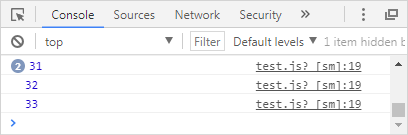 Console Sources Network Security
top Filter Default levels 1 item hidden b
2 31 test.js? [sm]:19
32 test.js? [sm]:19
33 test.js? [sm]:19